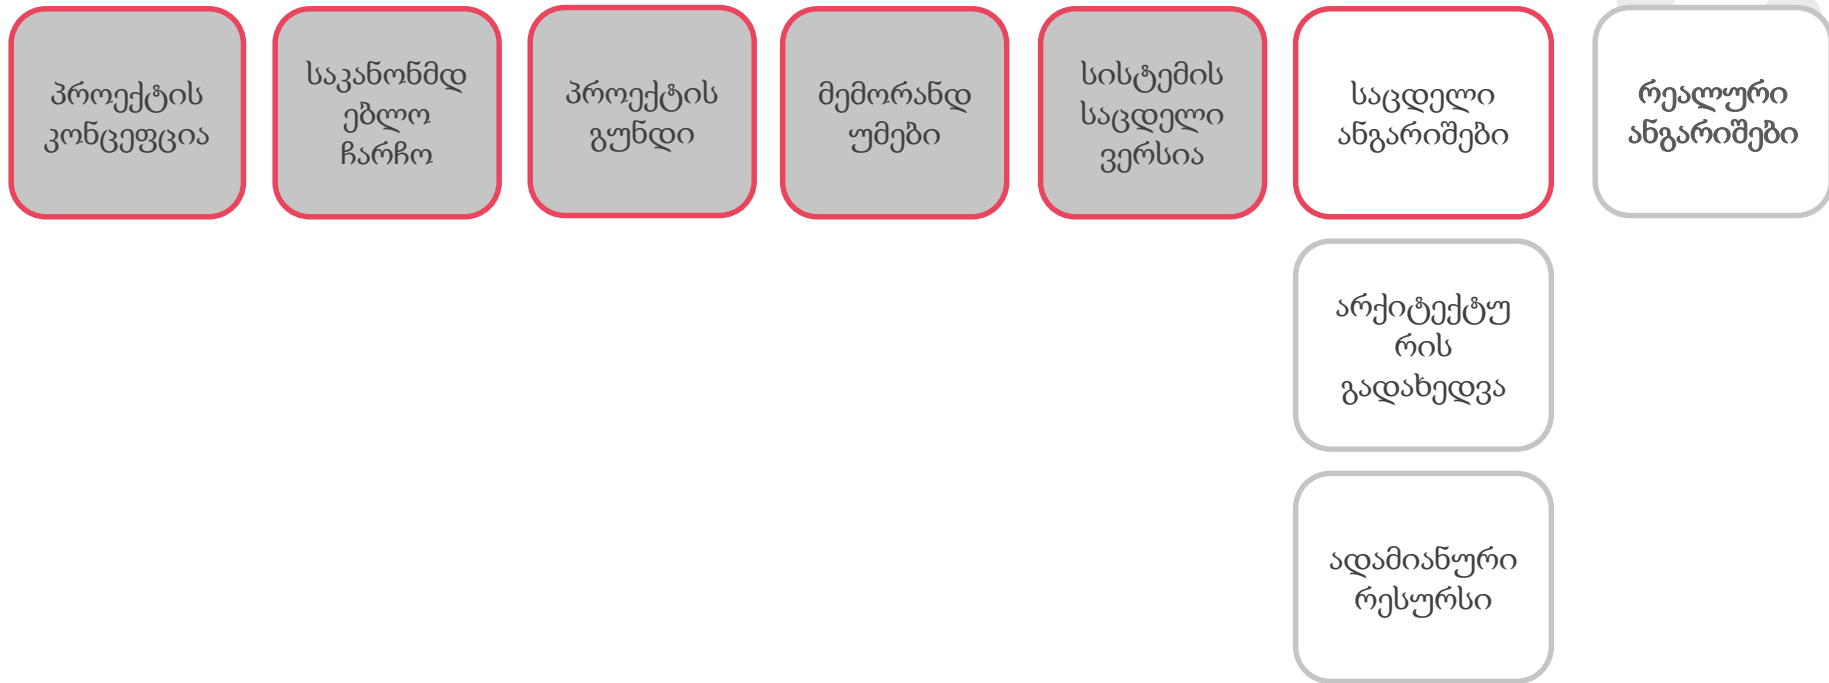 პროექტის
კონცეფცია
საკანონმდ
ებლო
ჩარჩო
პროექტის
გუნდი
მემორანდ
უმები
სისტემის
საცდელი
ვერსია
საცდელი
ანგარიშები
რეალური
ანგარიშები
არქიტექტუ
რის
გადახედვა
ადამიანური
რესურსი